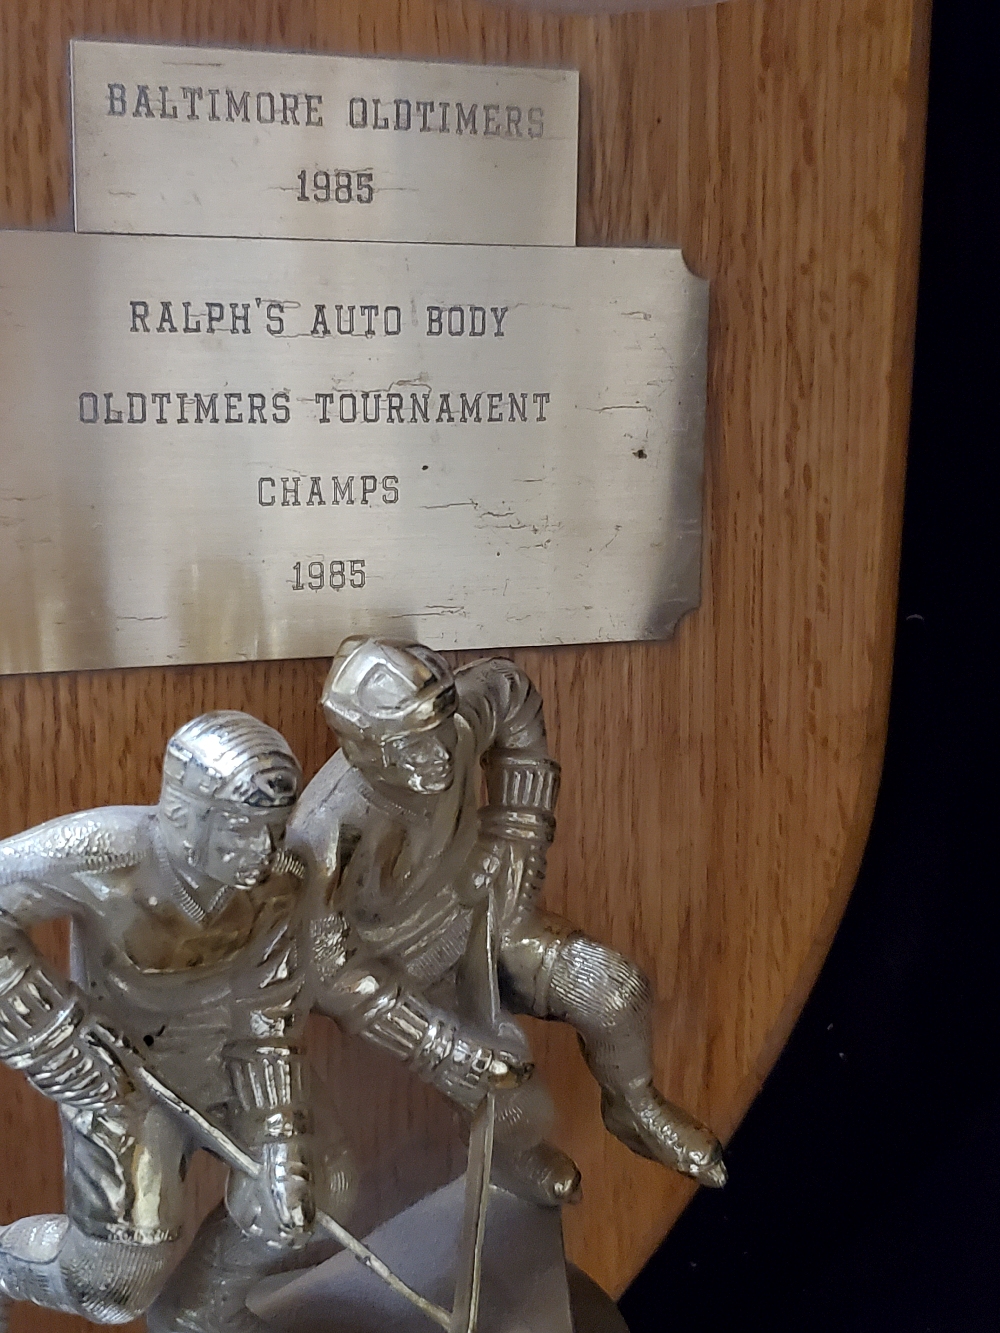 BALTIMORE OLDTIMERS
1985
RALPH'S AUTO BODY
OLDTIMERS TOURNAMENT
CHAMPS
1985